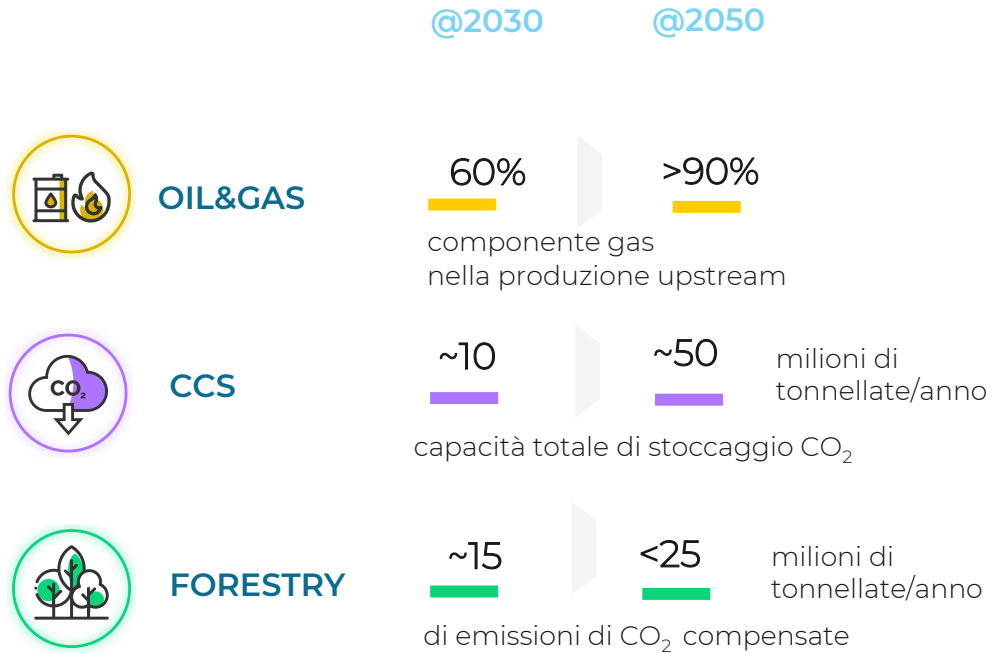 @2030 @2050
OIL&GAS 60% >90%
componente gas
nella produzione upstream
CO₂
CCS ~10 ~50 milioni di
tonnellate/anno
capacità totale di stoccaggio CO₂
FORESTRY ~15 <25 milioni di
tonnellate/anno
di emissioni di CO₂ compensate